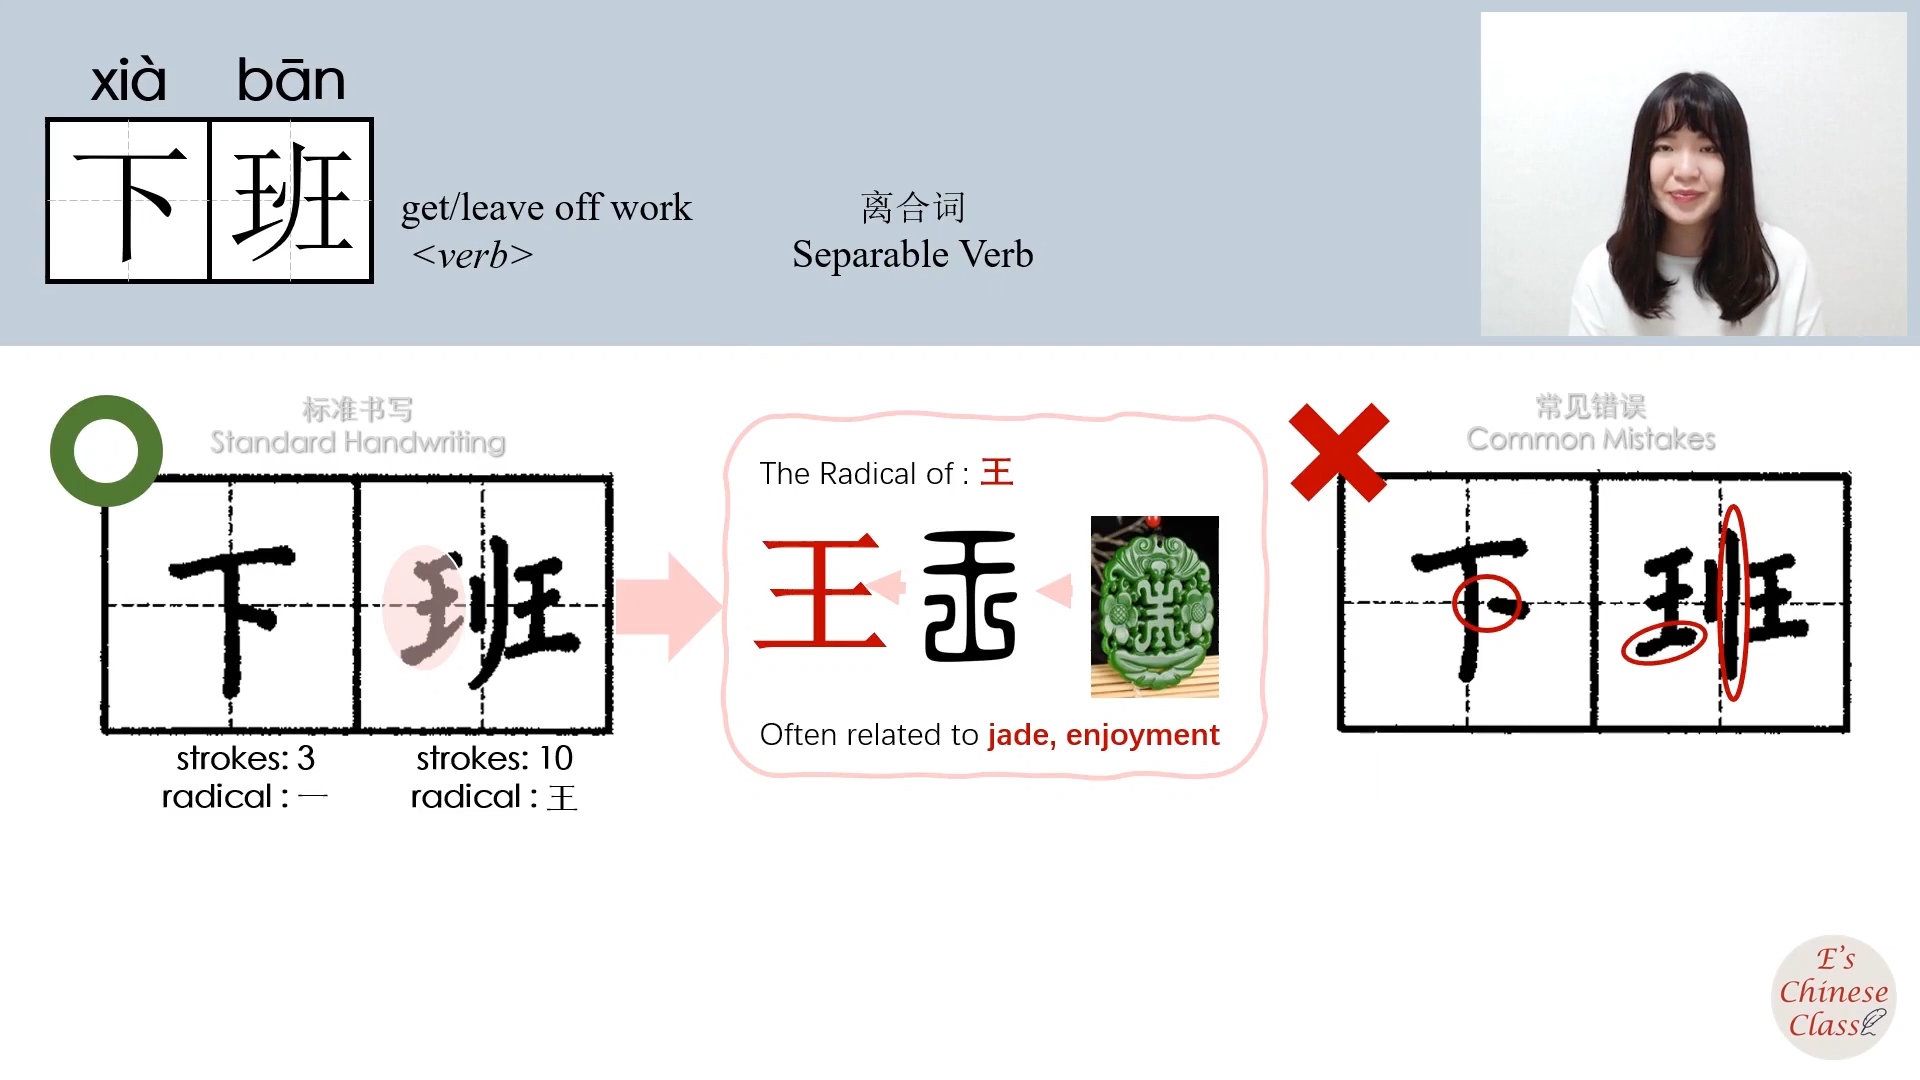 xià bān
下班
get/leave off work
<verb>
离合词
Separable Verb
标准书写
Standard Handwriting
下班
strokes: 3
radical : 一
strokes: 10
radical : 王
The Radical of : 王
王
Often related to jade, enjoyment
常见错误
Common Mistakes
下班
E's
Chinese
Class